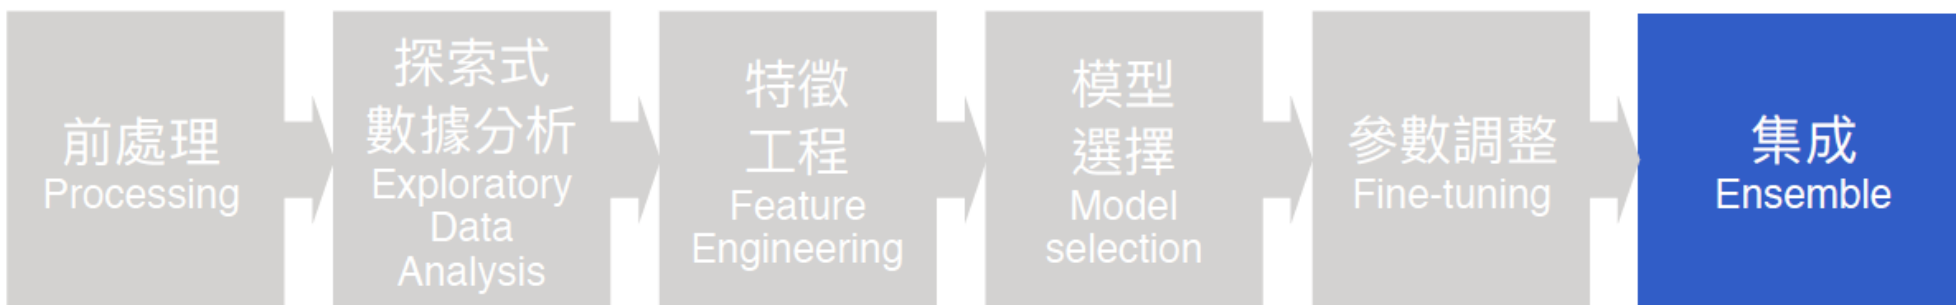 前處理
Processing
探索式
數據分析
Exploratory
Data
Analysis
特徵
工程
Feature
Engineering
模型
選擇
Model
selection
參數調整
Fine-tuning
集成
Ensemble